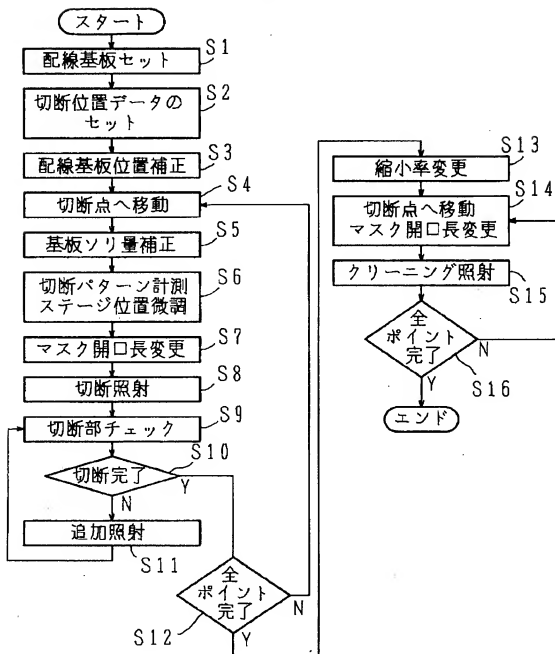 スタート
配線基板セット
S1
切断位置データの
セット
S2
配線基板位置補正
S3
切断点へ移動
S4
基板ソリ量補正
S5
切断パターン計測
ステージ位置微調
S6
マスク開口長変更
S7
切断照射
S8
切断部チェック
S9
切断完了
S10
Y
N
追加照射
S11
全
ポイント
完了
N
S12
Y
縮小率変更
S13
切断点へ移動
マスク開口長変更
S14
クリーニング照射
S15
全
ポイント
完了
N
S16
Y
エンド